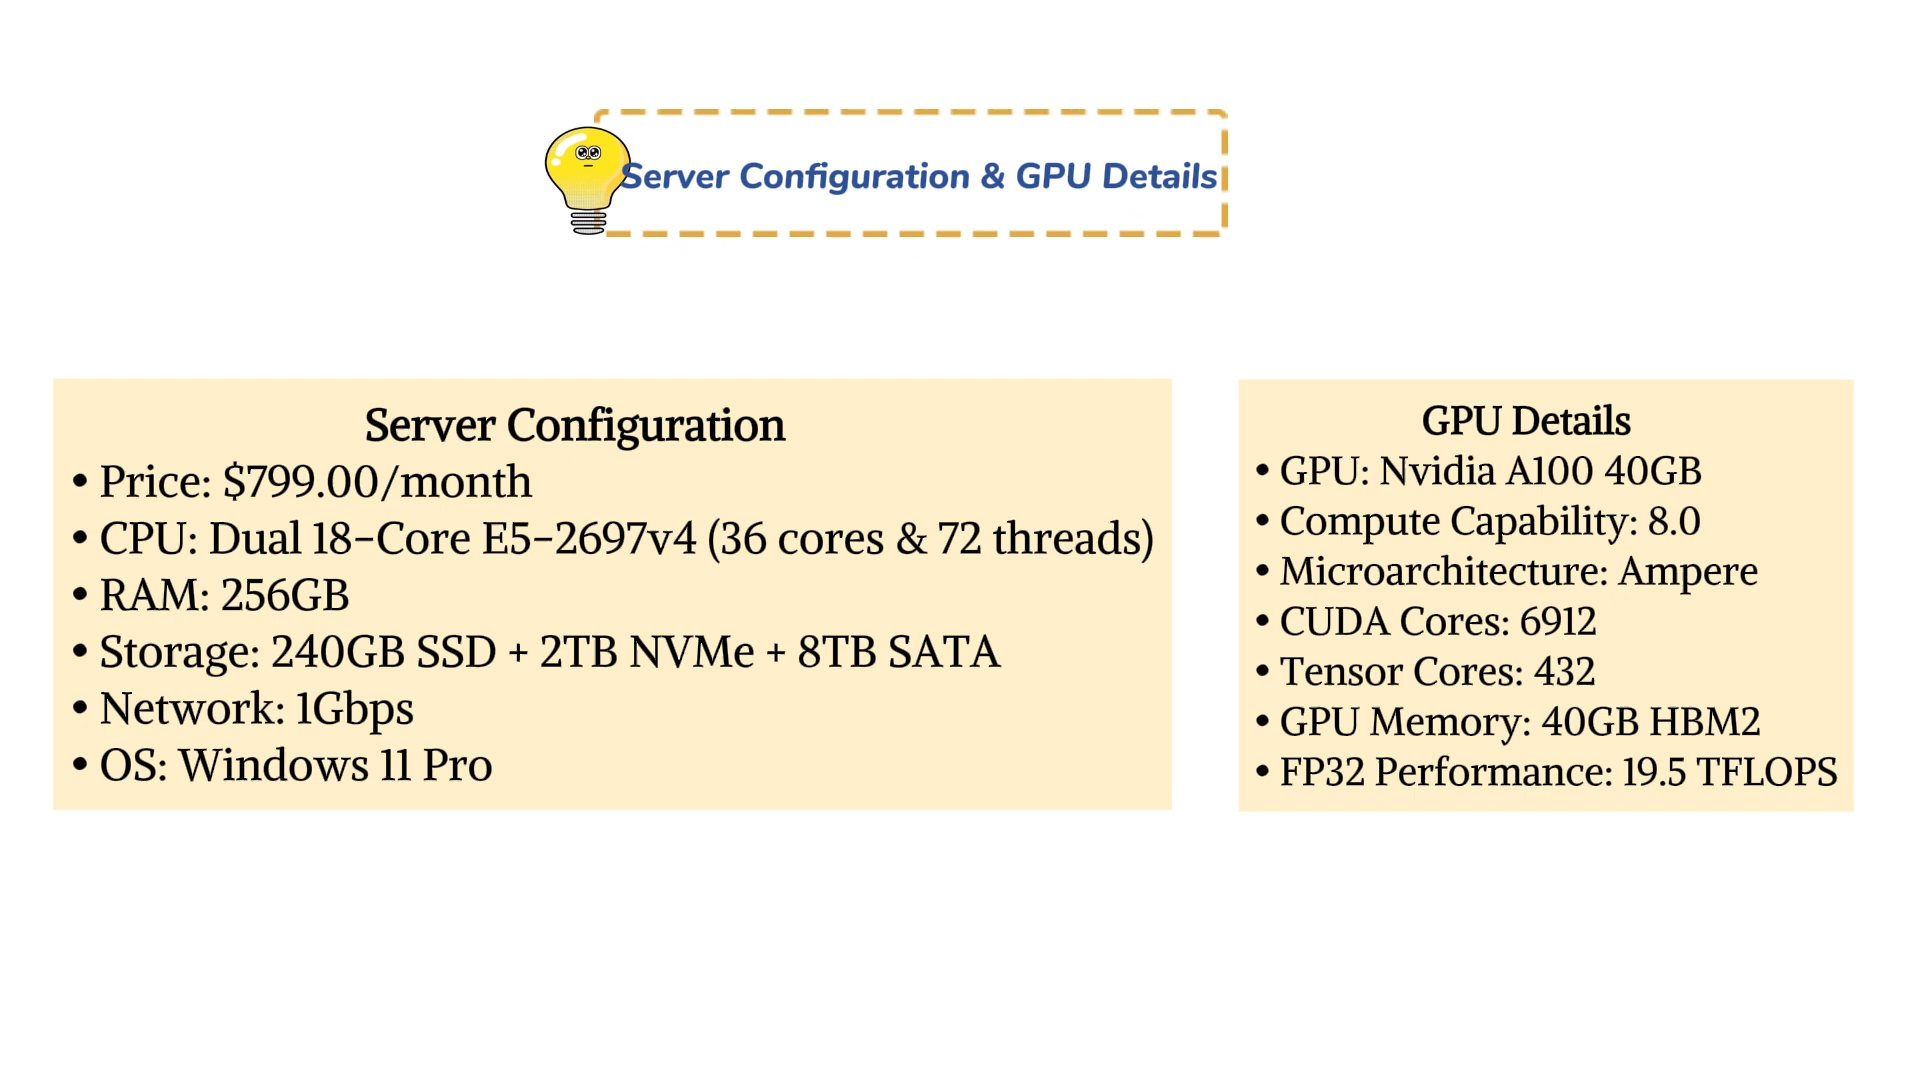 Server Configuration & GPU Details
Server Configuration
• Price: $799.00/month
• CPU: Dual 18-Core E5-2697v4 (36 cores & 72 threads)
• RAM: 256GB
• Storage: 240GB SSD + 2TB NVMe + 8TB SATA
• Network: 1Gbps
• OS: Windows 11 Pro
GPU Details
• GPU: Nvidia A100 40GB
• Compute Capability: 8.0
• Microarchitecture: Ampere
• CUDA Cores: 6912
• Tensor Cores: 432
• GPU Memory: 40GB HBM2
• FP32 Performance: 19.5 TFLOPS